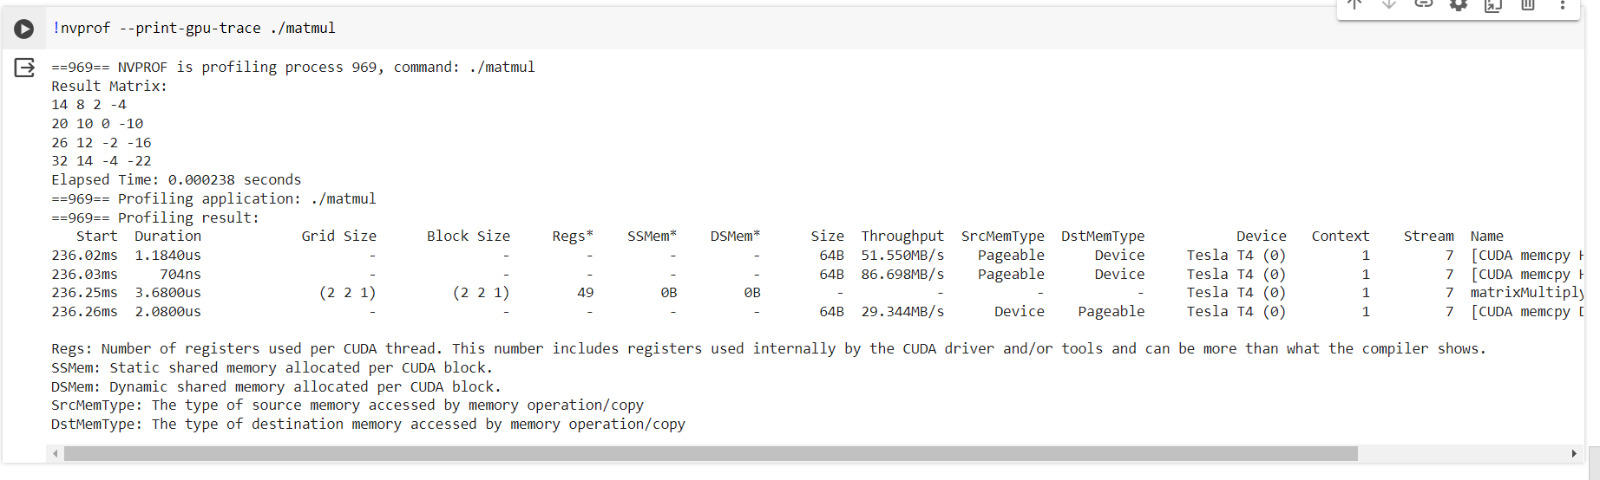 !nvprof --print-gpu-trace ./matmul
==969== NVPROF is profiling process 969, command: ./matmul
Result Matrix:
14 8 2 -4
20 10 0 -10
26 12 -2 -16
32 14 -4 -22
Elapsed Time: 0.000238 seconds
==969== Profiling application: ./matmul
==969== Profiling result:
Start Duration Grid Size Block Size Regs* SSMem* DSMem* Size Throughput SrcMemType DstMemType Device Context Stream Name
236.02ms 1.1840us - - - - - 64B 51.550MB/s Pageable Device Tesla T4 (0) 1 7 [CUDA memcpy H
236.03ms 704ns - - - - - 64B 86.698MB/s Pageable Device Tesla T4 (0) 1 7 [CUDA memcpy H
236.25ms 3.6800us (2 2 1) (2 2 1) 49 0B 0B - - - - Tesla T4 (0) 1 7 matrixMultiply
236.26ms 2.0800us - - - - - 64B 29.344MB/s Device Pageable Tesla T4 (0) 1 7 [CUDA memcpy D
Regs: Number of registers used per CUDA thread. This number includes registers used internally by the CUDA driver and/or tools and can be more than what the compiler shows.
SSMem: Static shared memory allocated per CUDA block.
DSMem: Dynamic shared memory allocated per CUDA block.
SrcMemType: The type of source memory accessed by memory operation/copy
DstMemType: The type of destination memory accessed by memory operation/copy